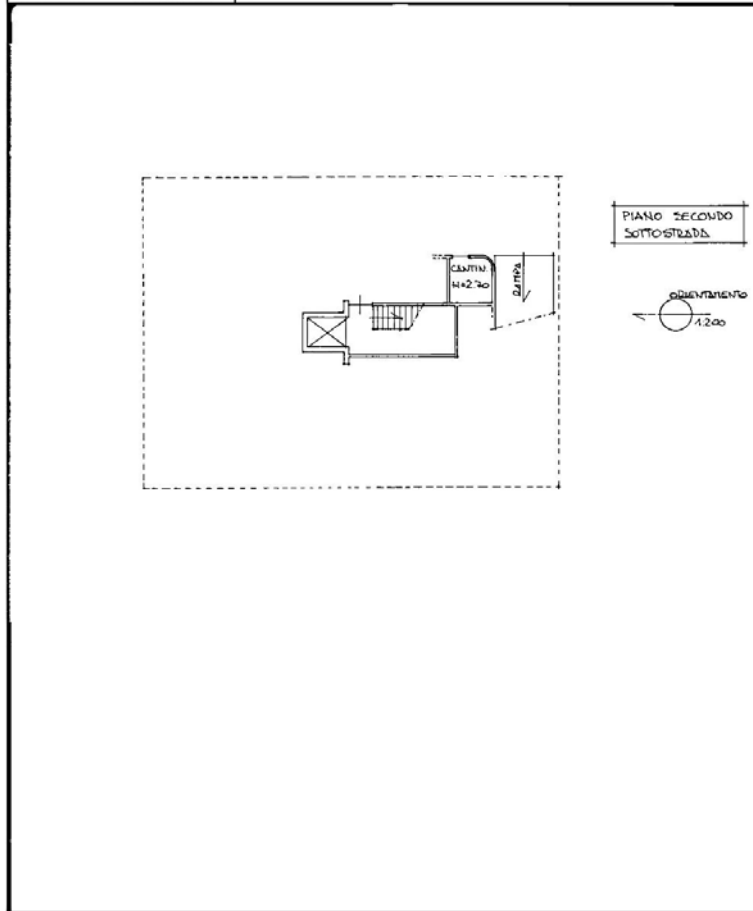 PIANO SECONDO
SOTTOSTRADA
CANTIN.
H=2.70
RAMPA
ORIENTAMENTO
1:200